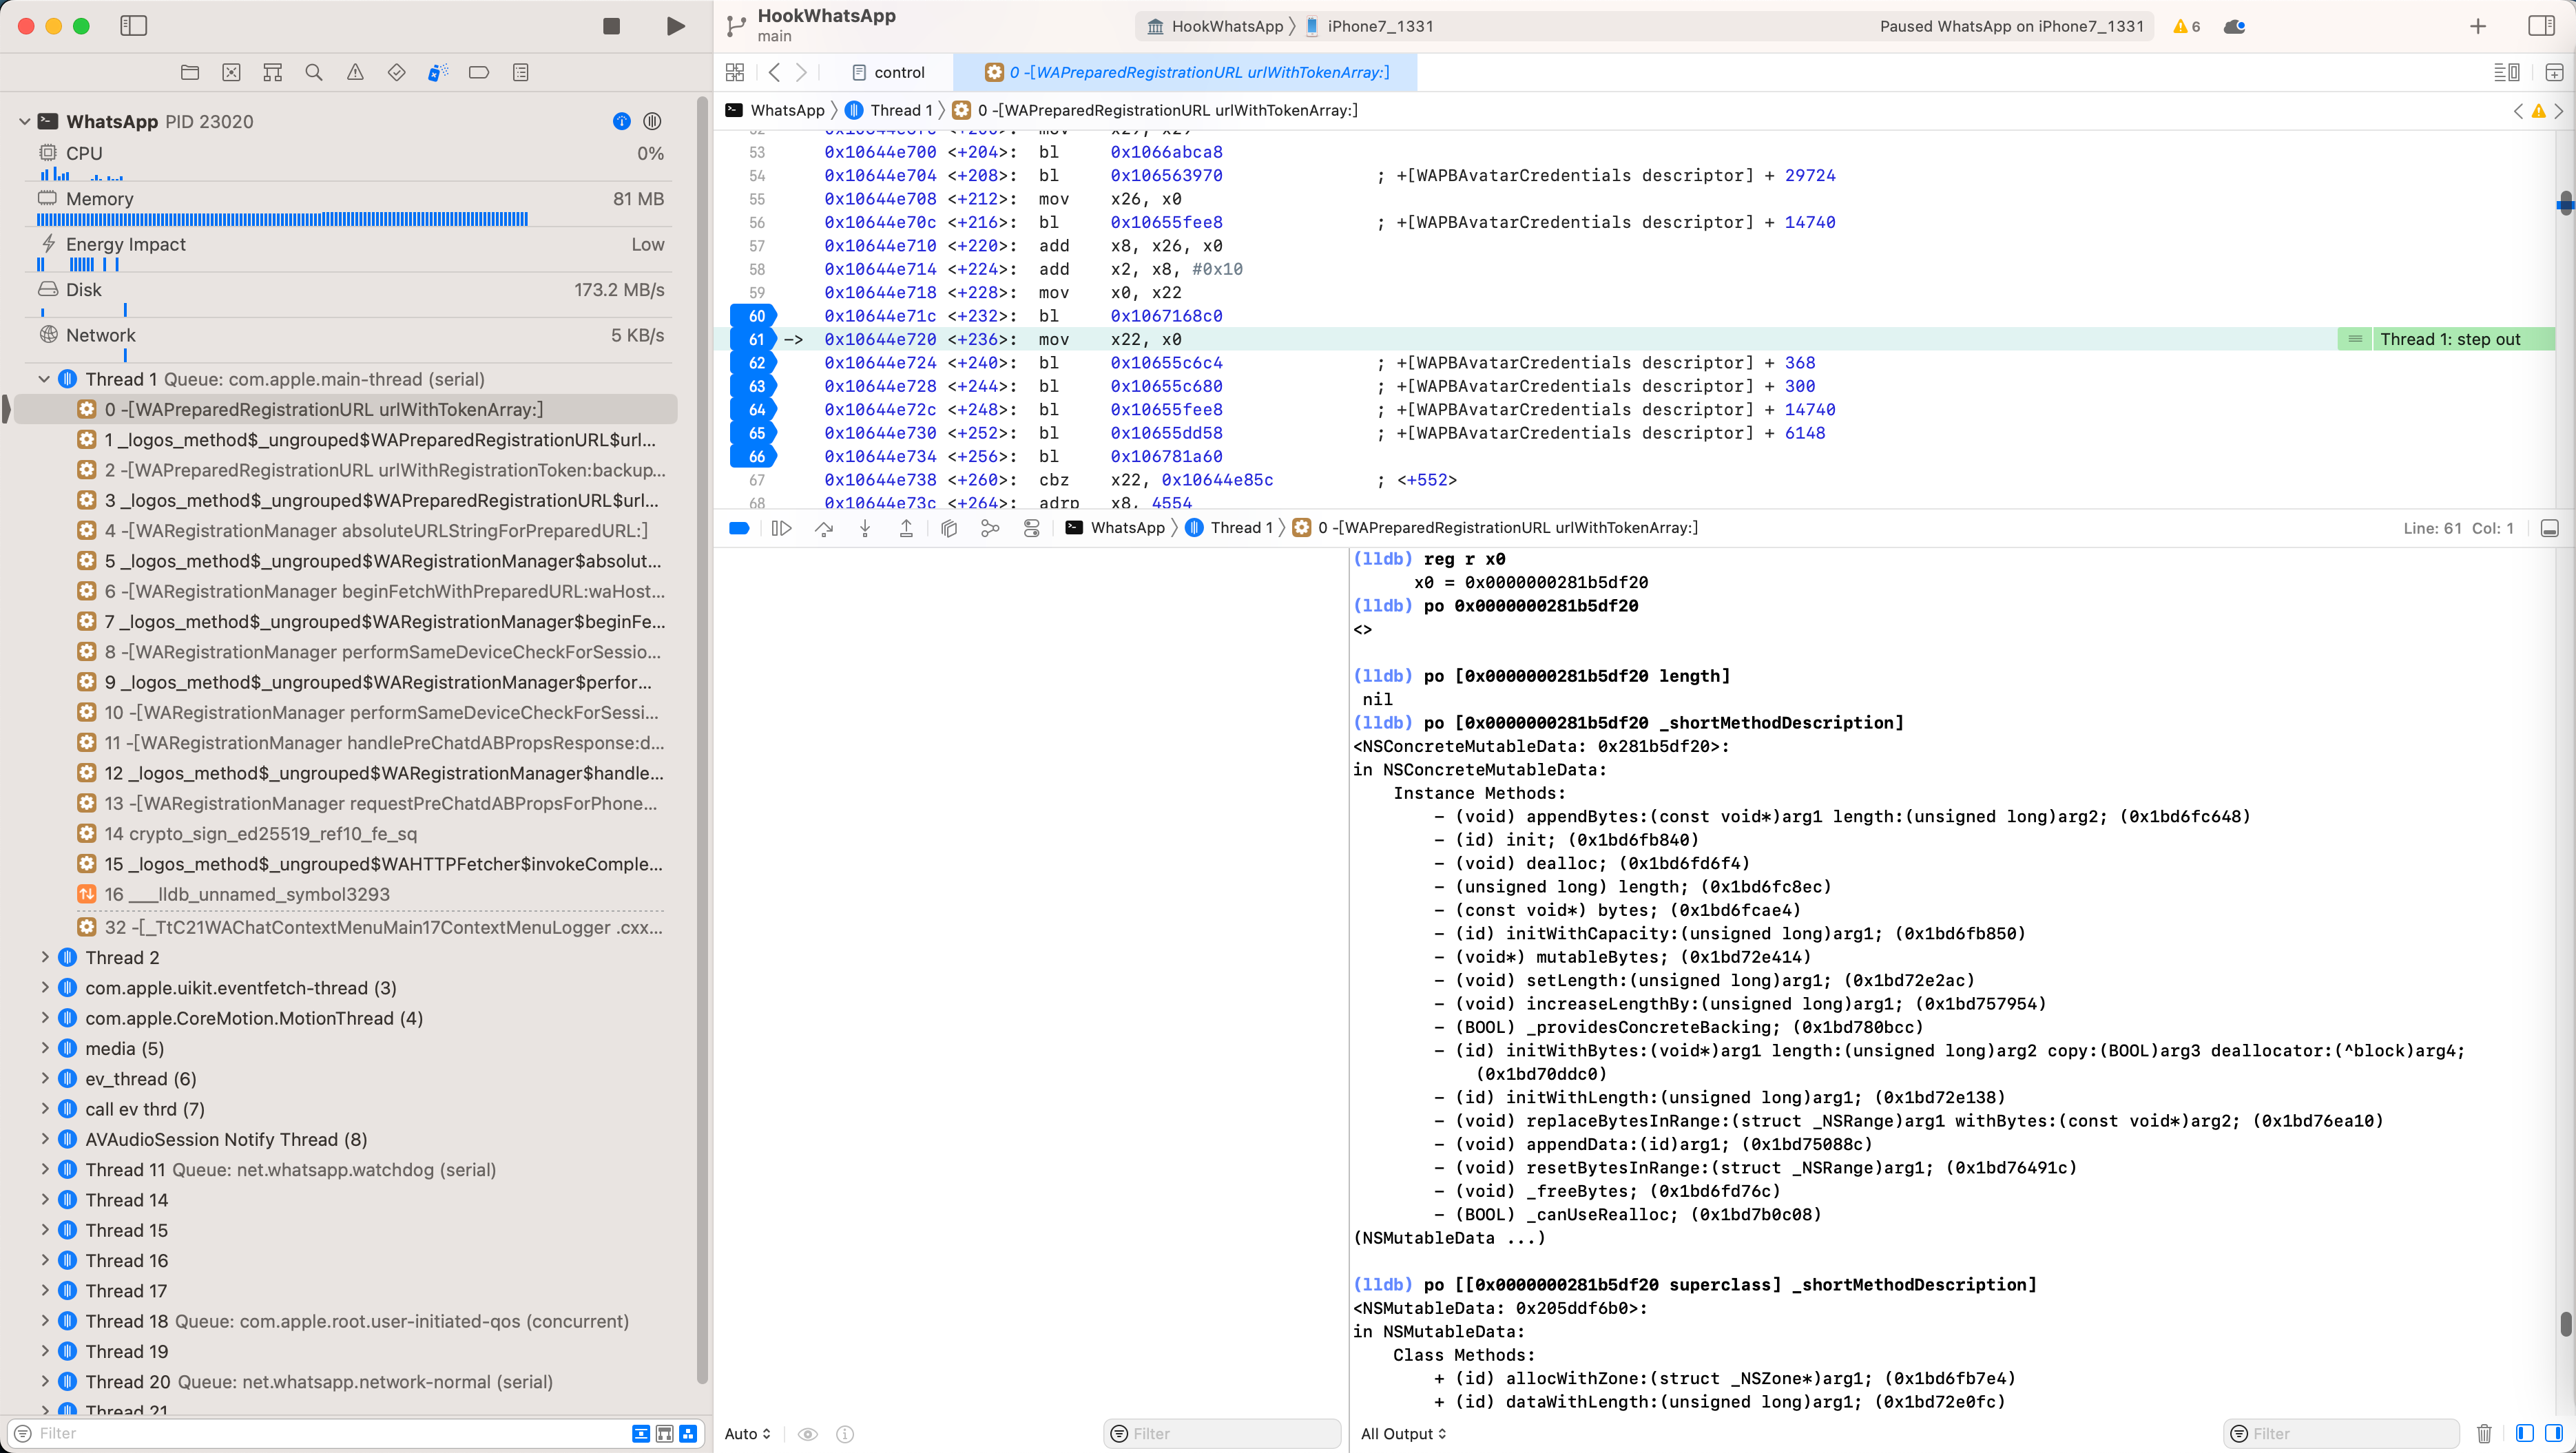 HookWhatsApp
main
HookWhatsApp
iPhone7_1331
Paused WhatsApp on iPhone7_1331
6
control
0 -[WAPreparedRegistrationURL urlWithTokenArray:]
WhatsApp PID 23020
CPU 0%
Memory 81 MB
Energy Impact Low
Disk 173.2 MB/s
Network 5 KB/s
Thread 1 Queue: com.apple.main-thread (serial)
0 -[WAPreparedRegistrationURL urlWithTokenArray:]
1 _logos_method$_ungrouped$WAPreparedRegistrationURL$url...
2 -[WAPreparedRegistrationURL urlWithRegistrationToken:backup...
3 _logos_method$_ungrouped$WAPreparedRegistrationURL$url...
4 -[WARegistrationManager absoluteURLStringForPreparedURL:]
5 _logos_method$_ungrouped$WARegistrationManager$absolut...
6 -[WARegistrationManager beginFetchWithPreparedURL:waHost...
7 _logos_method$_ungrouped$WARegistrationManager$beginFe...
8 -[WARegistrationManager performSameDeviceCheckForSessio...
9 _logos_method$_ungrouped$WARegistrationManager$perfor...
10 -[WARegistrationManager performSameDeviceCheckForSessi...
11 -[WARegistrationManager handlePreChatdABPropsResponse:d...
12 _logos_method$_ungrouped$WARegistrationManager$handle...
13 -[WARegistrationManager requestPreChatdABPropsForPhone...
14 crypto_sign_ed25519_ref10_fe_sq
15 _logos_method$_ungrouped$WAHTTPFetcher$invokeComple...
16 ___lldb_unnamed_symbol3293
32 -[_TtC21WAChatContextMenuMain17ContextMenuLogger .cxx...
Thread 2
com.apple.uikit.eventfetch-thread (3)
com.apple.CoreMotion.MotionThread (4)
media (5)
ev_thread (6)
call ev thrd (7)
AVAudioSession Notify Thread (8)
Thread 11 Queue: net.whatsapp.watchdog (serial)
Thread 14
Thread 15
Thread 16
Thread 17
Thread 18 Queue: com.apple.root.user-initiated-qos (concurrent)
Thread 19
Thread 20 Queue: net.whatsapp.network-normal (serial)
Thread 21
Filter
WhatsApp Thread 1 0 -[WAPreparedRegistrationURL urlWithTokenArray:]
53 0x10644e700 <+204>: bl 0x1066abca8
54 0x10644e704 <+208>: bl 0x106563970 ; +[WAPBAvatarCredentials descriptor] + 29724
55 0x10644e708 <+212>: mov x26, x0
56 0x10644e70c <+216>: bl 0x10655fee8 ; +[WAPBAvatarCredentials descriptor] + 14740
57 0x10644e710 <+220>: add x8, x26, x0
58 0x10644e714 <+224>: add x2, x8, #0x10
59 0x10644e718 <+228>: mov x0, x22
60 0x10644e71c <+232>: bl 0x1067168c0
61 -> 0x10644e720 <+236>: mov x22, x0 Thread 1: step out
62 0x10644e724 <+240>: bl 0x10655c6c4 ; +[WAPBAvatarCredentials descriptor] + 368
63 0x10644e728 <+244>: bl 0x10655c680 ; +[WAPBAvatarCredentials descriptor] + 300
64 0x10644e72c <+248>: bl 0x10655fee8 ; +[WAPBAvatarCredentials descriptor] + 14740
65 0x10644e730 <+252>: bl 0x10655dd58 ; +[WAPBAvatarCredentials descriptor] + 6148
66 0x10644e734 <+256>: bl 0x106781a60
67 0x10644e738 <+260>: cbz x22, 0x10644e85c ; <+552>
68 0x10644e73c <+264>: adrp x8, 4554
WhatsApp Thread 1 0 -[WAPreparedRegistrationURL urlWithTokenArray:]
Line: 61 Col: 1
(lldb) reg r x0
x0 = 0x0000000281b5df20
(lldb) po 0x0000000281b5df20
<>
(lldb) po [0x0000000281b5df20 length]
nil
(lldb) po [0x0000000281b5df20 _shortMethodDescription]
<NSConcreteMutableData: 0x281b5df20>:
in NSConcreteMutableData:
Instance Methods:
- (void) appendBytes:(const void*)arg1 length:(unsigned long)arg2; (0x1bd6fc648)
- (id) init; (0x1bd6fb840)
- (void) dealloc; (0x1bd6fd6f4)
- (unsigned long) length; (0x1bd6fc8ec)
- (const void*) bytes; (0x1bd6fcae4)
- (id) initWithCapacity:(unsigned long)arg1; (0x1bd6fb850)
- (void*) mutableBytes; (0x1bd72e414)
- (void) setLength:(unsigned long)arg1; (0x1bd72e2ac)
- (void) increaseLengthBy:(unsigned long)arg1; (0x1bd757954)
- (BOOL) _providesConcreteBacking; (0x1bd780bcc)
- (id) initWithBytes:(void*)arg1 length:(unsigned long)arg2 copy:(BOOL)arg3 deallocator:(^block)arg4;
(0x1bd70ddc0)
- (id) initWithLength:(unsigned long)arg1; (0x1bd72e138)
- (void) replaceBytesInRange:(struct _NSRange)arg1 withBytes:(const void*)arg2; (0x1bd76ea10)
- (void) appendData:(id)arg1; (0x1bd75088c)
- (void) resetBytesInRange:(struct _NSRange)arg1; (0x1bd76491c)
- (void) _freeBytes; (0x1bd6fd76c)
- (BOOL) _canUseRealloc; (0x1bd7b0c08)
(NSMutableData ...)
(lldb) po [[0x0000000281b5df20 superclass] _shortMethodDescription]
<NSMutableData: 0x205ddf6b0>:
in NSMutableData:
Class Methods:
+ (id) allocWithZone:(struct _NSZone*)arg1; (0x1bd6fb7e4)
+ (id) dataWithLength:(unsigned long)arg1; (0x1bd72e0fc)
Auto
Filter
All Output
Filter